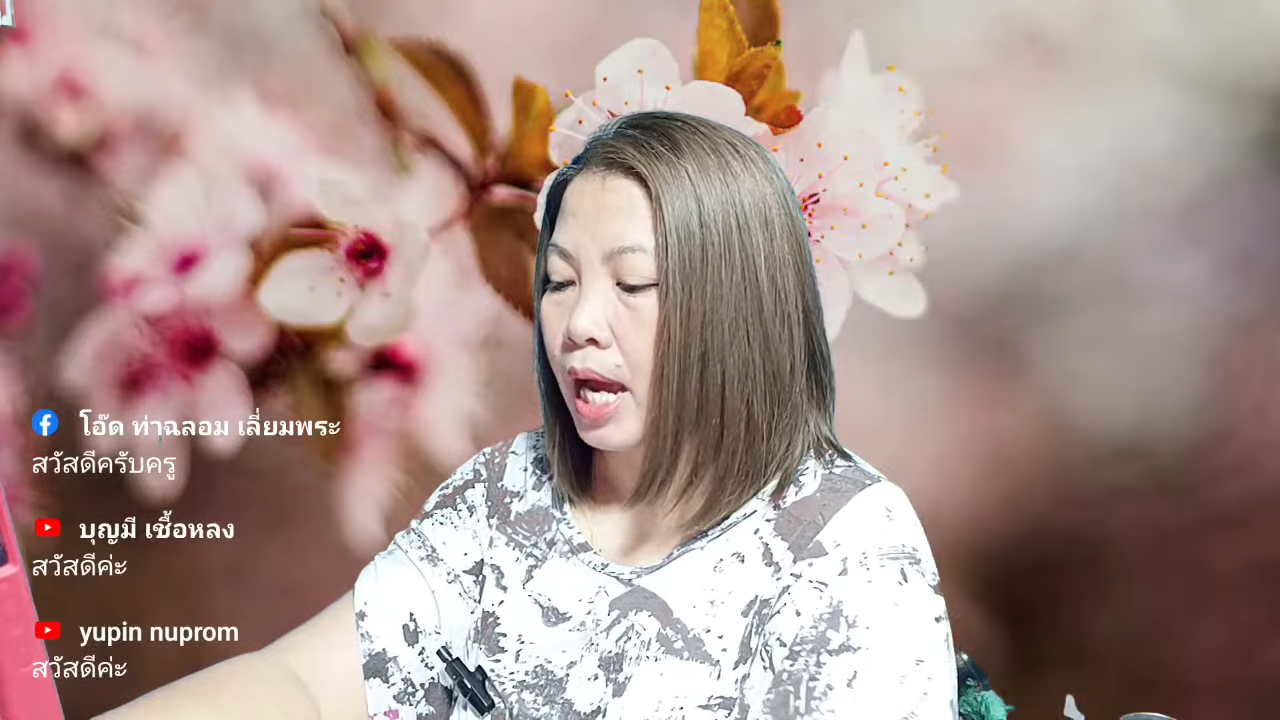 โอ๊ด ท่าฉลอม เลี่ยมพระ
สวัสดีครับครู
บุญมี เชื้อหลง
สวัสดีค่ะ
yupin nuprom
สวัสดีค่ะ